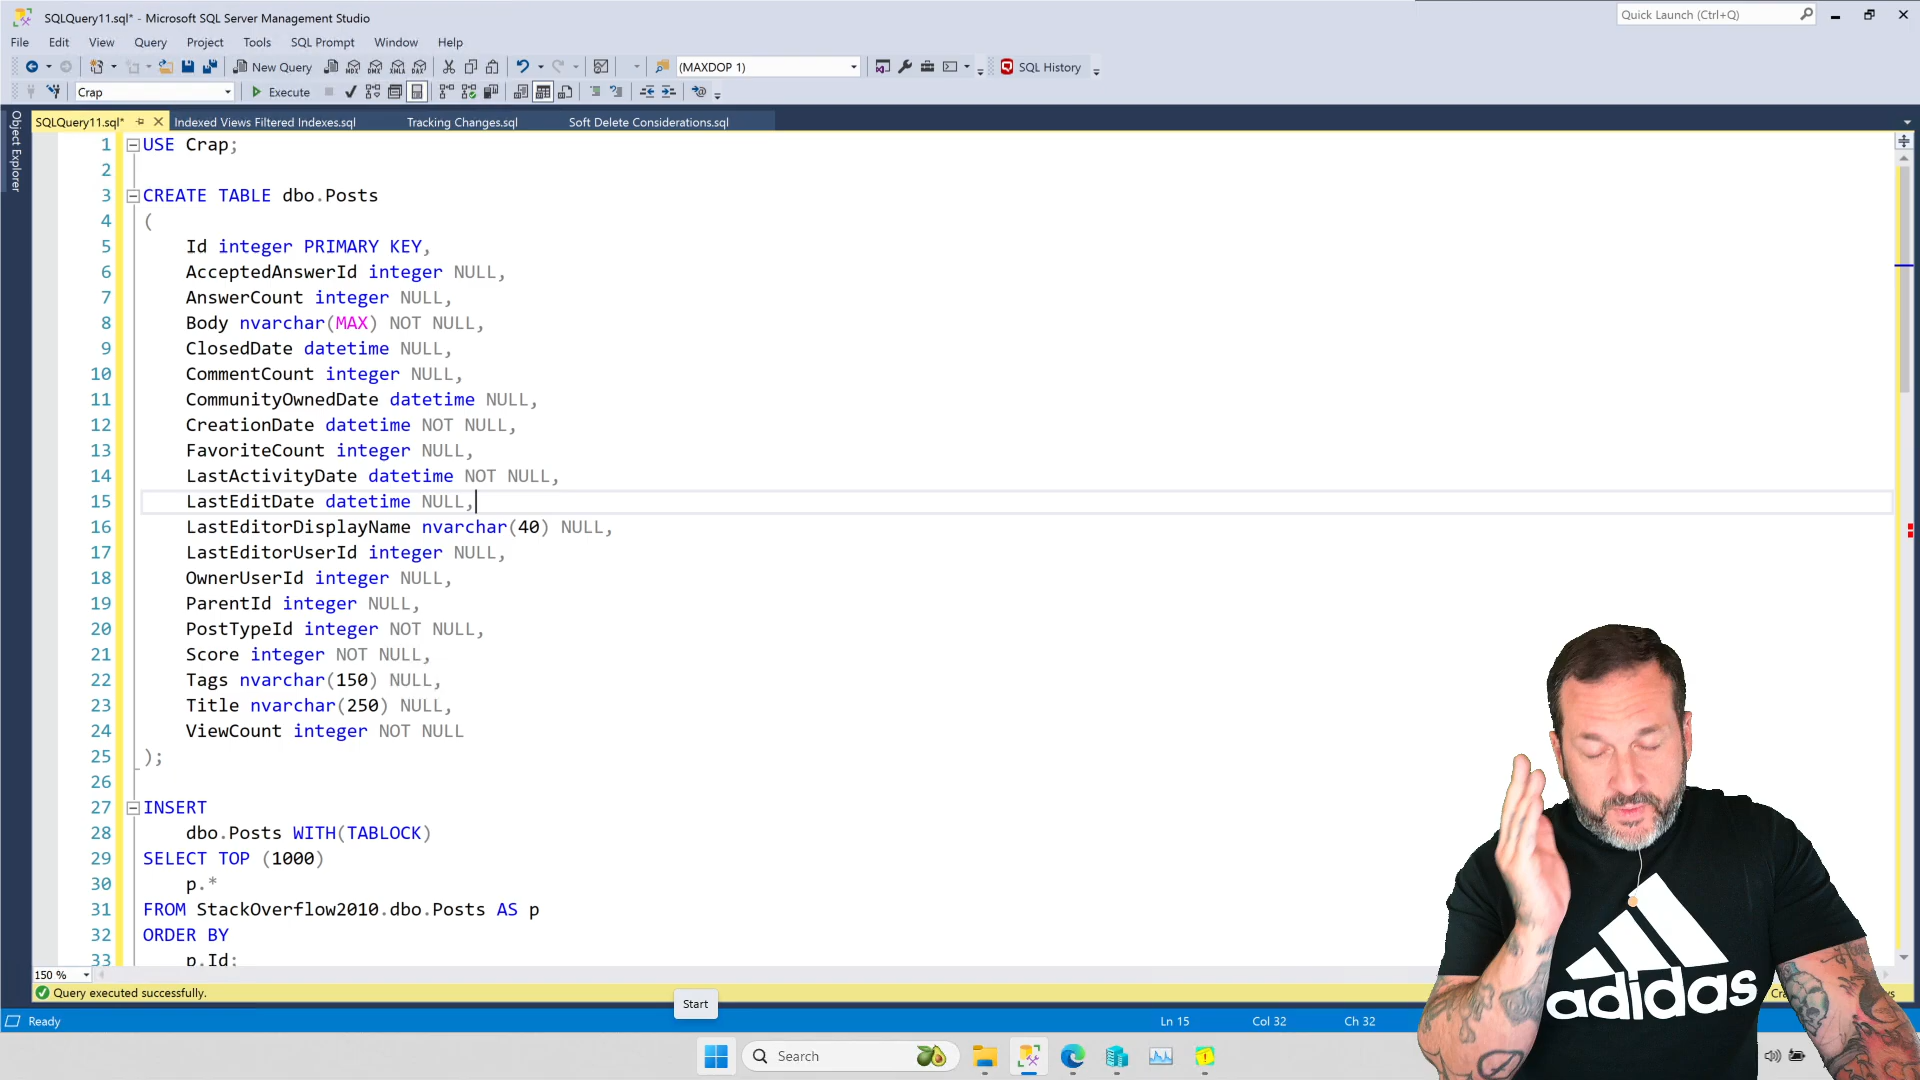 SQLQuery11.sql* - Microsoft SQL Server Management Studio
Quick Launch (Ctrl+Q)
File Edit View Query Project Tools SQL Prompt Window Help
New Query MDX DMX XMLA DAX (MAXDOP 1) SQL History
Crap Execute
SQLQuery11.sql* Indexed Views Filtered Indexes.sql Tracking Changes.sql Soft Delete Considerations.sql
Object Explorer
1 USE Crap;
2
3 CREATE TABLE dbo.Posts
4 (
5 Id integer PRIMARY KEY,
6 AcceptedAnswerId integer NULL,
7 AnswerCount integer NULL,
8 Body nvarchar(MAX) NOT NULL,
9 ClosedDate datetime NULL,
10 CommentCount integer NULL,
11 CommunityOwnedDate datetime NULL,
12 CreationDate datetime NOT NULL,
13 FavoriteCount integer NULL,
14 LastActivityDate datetime NOT NULL,
15 LastEditDate datetime NULL,
16 LastEditorDisplayName nvarchar(40) NULL,
17 LastEditorUserId integer NULL,
18 OwnerUserId integer NULL,
19 ParentId integer NULL,
20 PostTypeId integer NOT NULL,
21 Score integer NOT NULL,
22 Tags nvarchar(150) NULL,
23 Title nvarchar(250) NULL,
24 ViewCount integer NOT NULL
25 );
26
27 INSERT
28 dbo.Posts WITH(TABLOCK)
29 SELECT TOP (1000)
30 p.*
31 FROM StackOverflow2010.dbo.Posts AS p
32 ORDER BY
33 p.Id;
150 %
Query executed successfully.
Start
Ready Ln 15 Col 32 Ch 32
Search
adidas